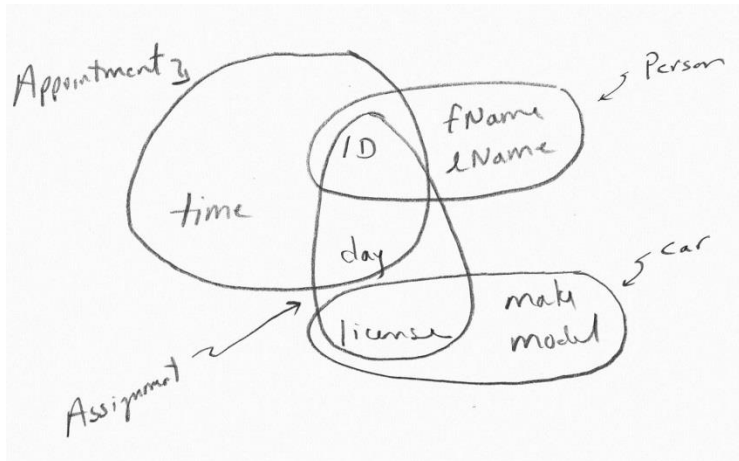 Appointment
Person
fName
lName
ID
time
day
car
make
model
license
Assignment